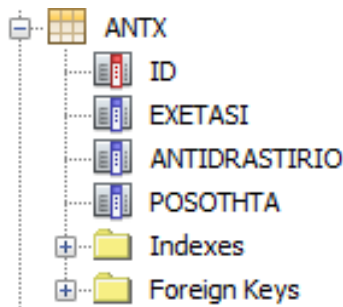 ANTX
ID
EXETASI
ANTIDRASTIRIO
POSOTHTA
Indexes
Foreign Keys